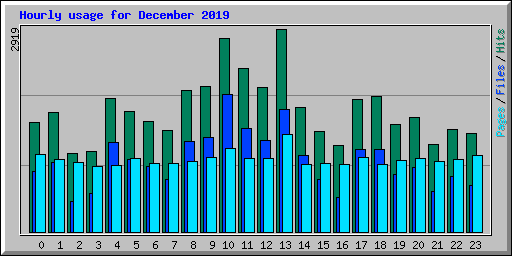 Hourly usage for December 2019
2919
Pages / Files / Hits
0 1 2 3 4 5 6 7 8 9 10 11 12 13 14 15 16 17 18 19 20 21 22 23